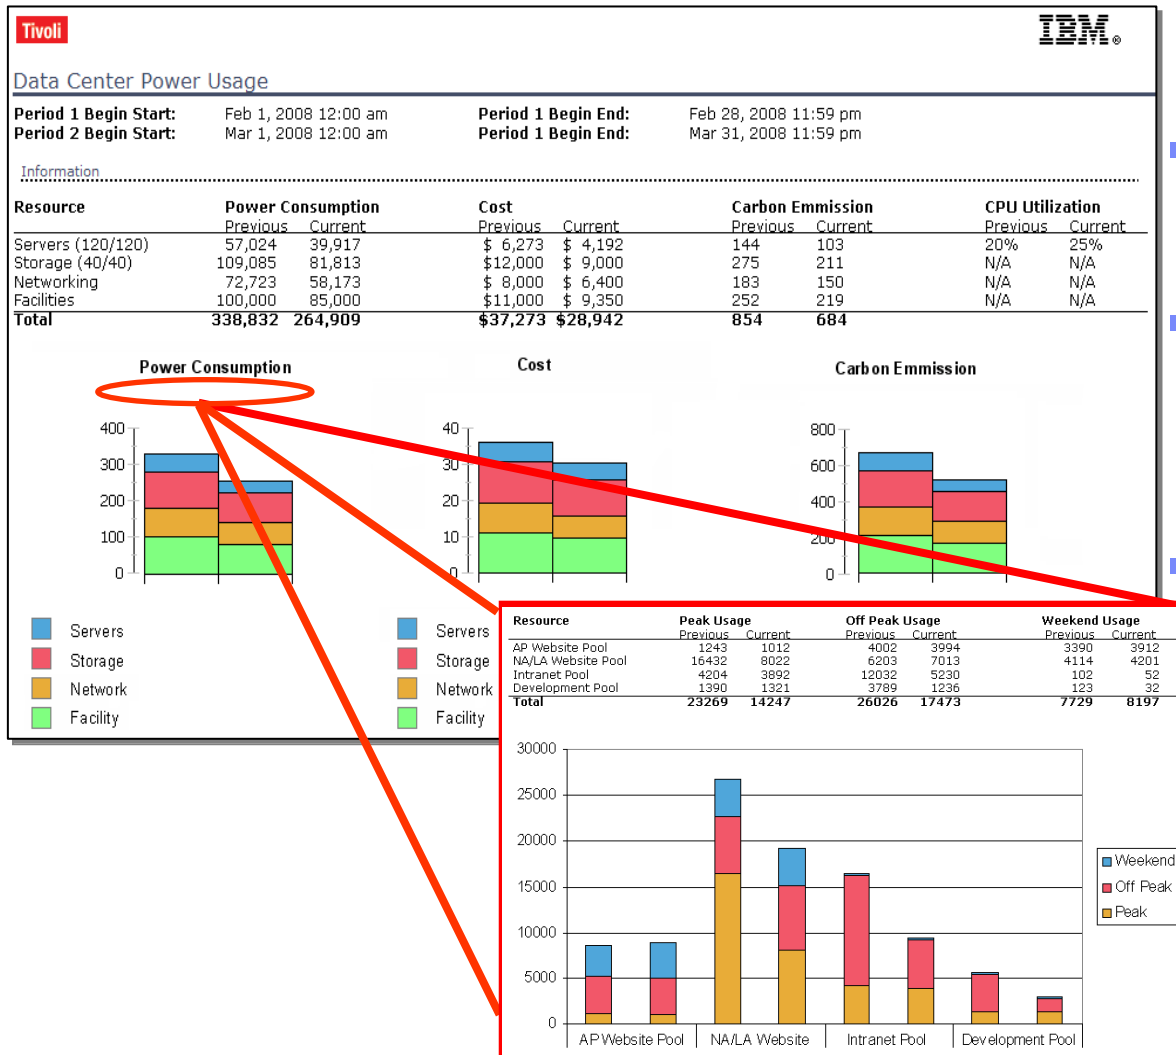 Tivoli
IBM®
Data Center Power Usage
Period 1 Begin Start: Feb 1, 2008 12:00 am Period 1 Begin End: Feb 28, 2008 11:59 pm
Period 2 Begin Start: Mar 1, 2008 12:00 am Period 1 Begin End: Mar 31, 2008 11:59 pm
Information
Resource Power Consumption Cost Carbon Emmission CPU Utilization
Previous Current Previous Current Previous Current Previous Current
Servers (120/120) 57,024 39,917 $ 6,273 $ 4,192 144 103 20% 25%
Storage (40/40) 109,085 81,813 $12,000 $ 9,000 275 211 N/A N/A
Networking 72,723 58,173 $ 8,000 $ 6,400 183 150 N/A N/A
Facilities 100,000 85,000 $11,000 $ 9,350 252 219 N/A N/A
Total 338,832 264,909 $37,273 $28,942 854 684
Power Consumption
400
300
200
100
0
Servers
Storage
Network
Facility
Cost
40
30
20
10
0
Servers
Storage
Network
Facility
Carbon Emmission
800
600
400
200
0
Resource Peak Usage Off Peak Usage Weekend Usage
Previous Current Previous Current Previous Current
AP Website Pool 1243 1012 4002 3994 3390 3912
NA/LA Website Pool 16432 8022 6203 7013 4114 4201
Intranet Pool 4204 3892 12032 5230 102 52
Development Pool 1390 1321 3789 1236 123 32
Total 23269 14247 26026 17473 7729 8197
30000
25000
20000
15000
10000
5000
0
AP Website Pool NA/LA Website Intranet Pool Development Pool
Weekend
Off Peak
Peak